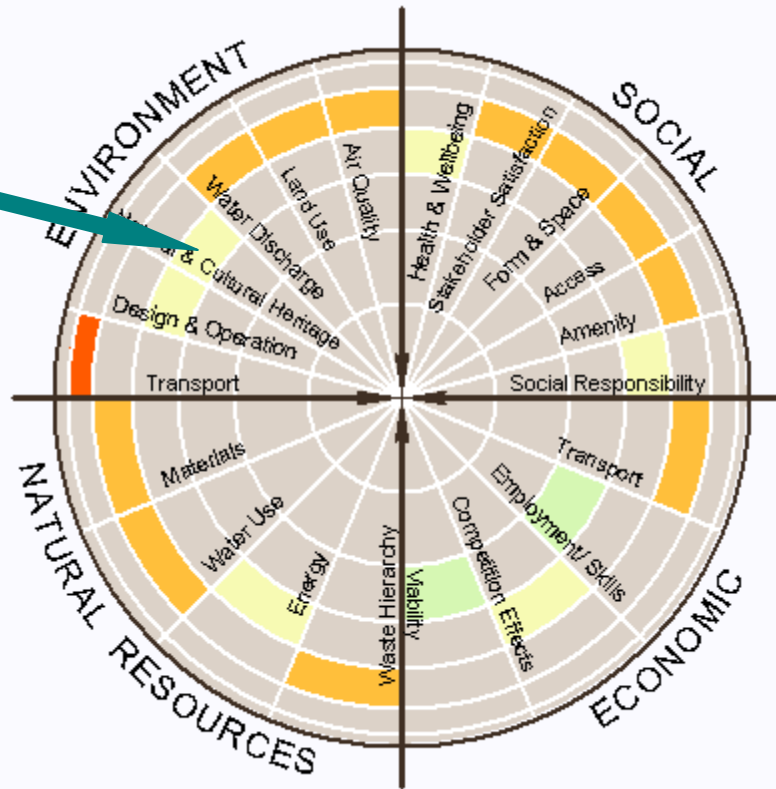 ENVIRONMENT
SOCIAL
Air Quality
Land Use
Water Discharge
& Cultural Heritage
Design & Operation
Transport
Health & Wellbeing
Stakeholder Satisfaction
Form & Space
Access
Amenity
Social Responsibility
Materials
Water Use
Energy
Waste Hierarchy
Transport
Employment/ Skills
Competition Effects
Viability
NATURAL RESOURCES
ECONOMIC